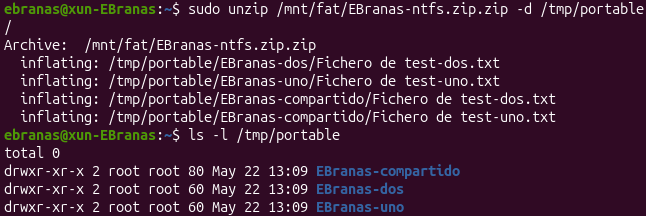 ebranas@xun-EBranas:~$ sudo unzip /mnt/fat/EBranas-ntfs.zip.zip -d /tmp/portable
/
Archive:  /mnt/fat/EBranas-ntfs.zip.zip
  inflating: /tmp/portable/EBranas-dos/Fichero de test-dos.txt
  inflating: /tmp/portable/EBranas-uno/Fichero de test-uno.txt
  inflating: /tmp/portable/EBranas-compartido/Fichero de test-dos.txt
  inflating: /tmp/portable/EBranas-compartido/Fichero de test-uno.txt
ebranas@xun-EBranas:~$ ls -l /tmp/portable
total 0
drwxr-xr-x 2 root root 80 May 22 13:09 EBranas-compartido
drwxr-xr-x 2 root root 60 May 22 13:09 EBranas-dos
drwxr-xr-x 2 root root 60 May 22 13:09 EBranas-uno